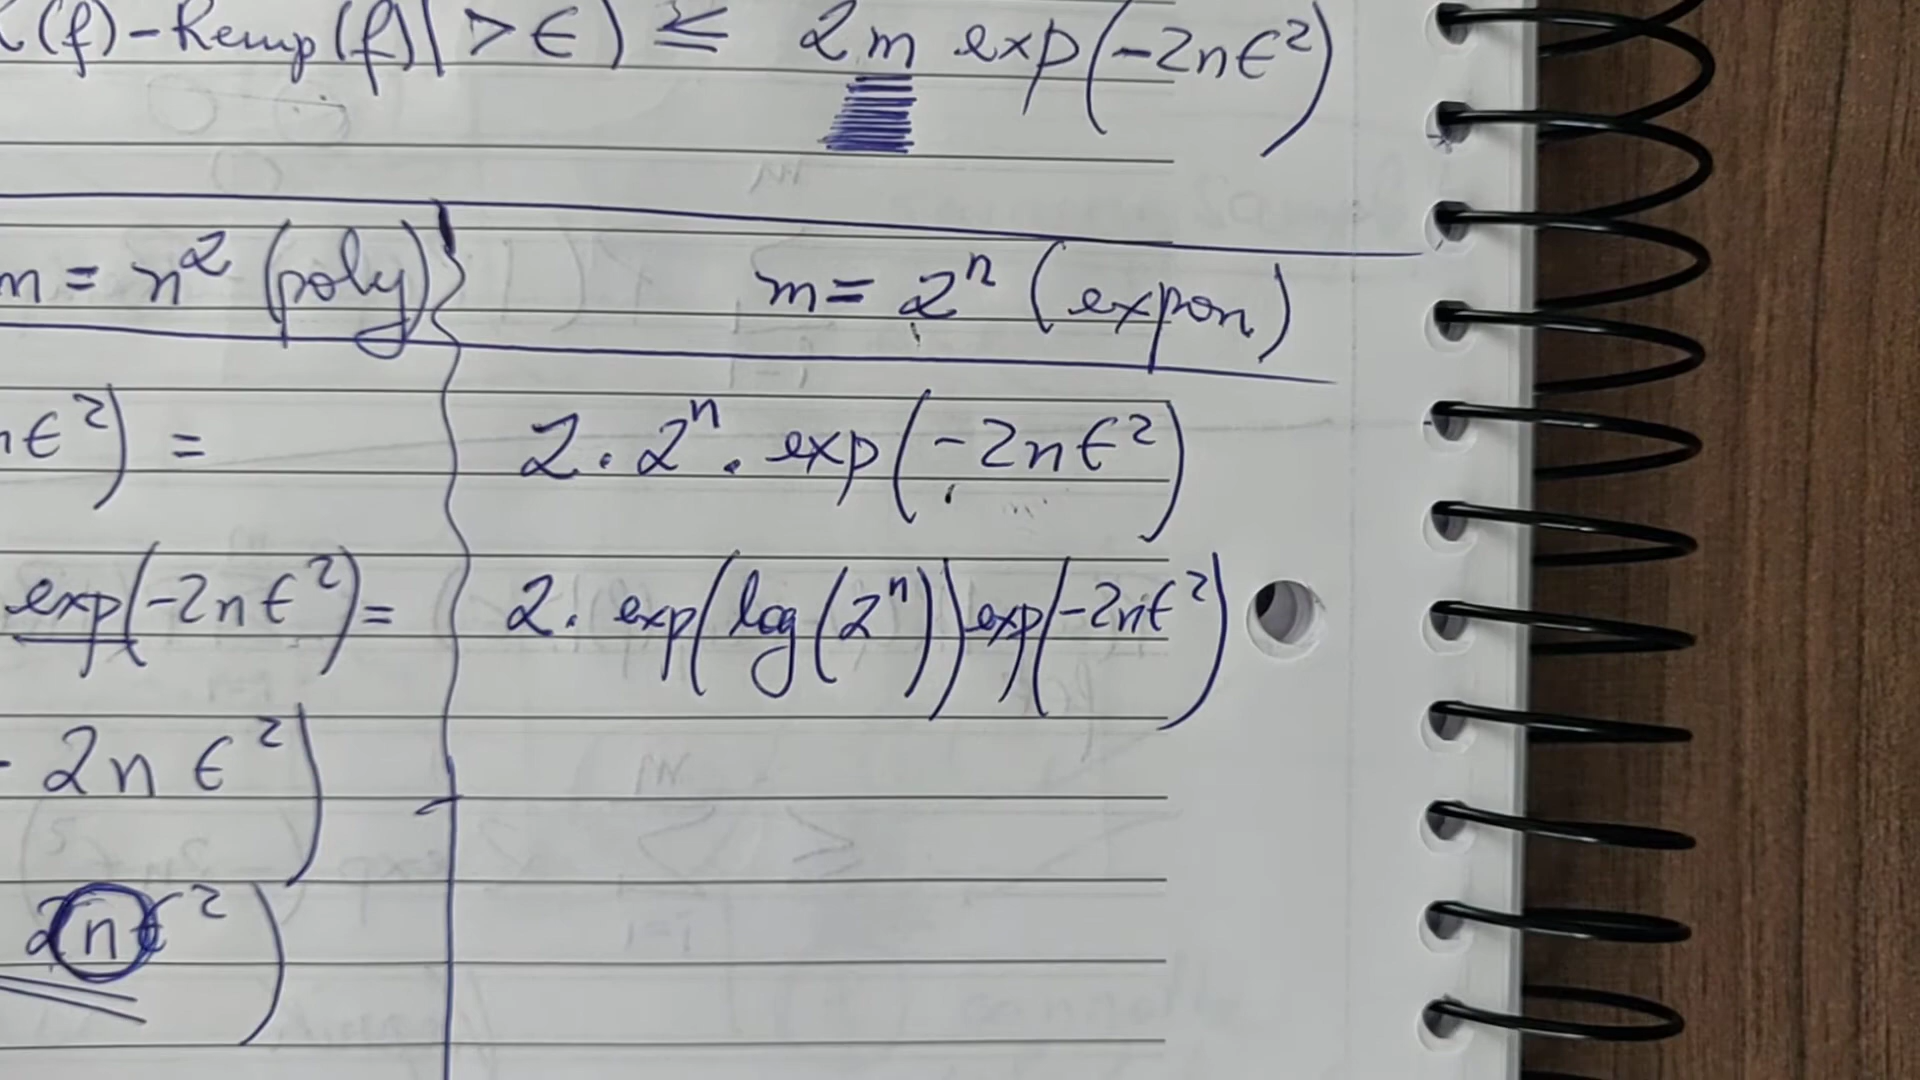 (f)-Remp(f)|>ϵ) ≤ 2m exp(-2nϵ²)
m = n² (poly)
m= 2ⁿ (expon)
nϵ²) =
2. 2ⁿ. exp(-2nϵ²)
exp(-2nϵ²)=
2. exp(log(2ⁿ))exp(-2nϵ²)
- 2nϵ²)
2nϵ²)